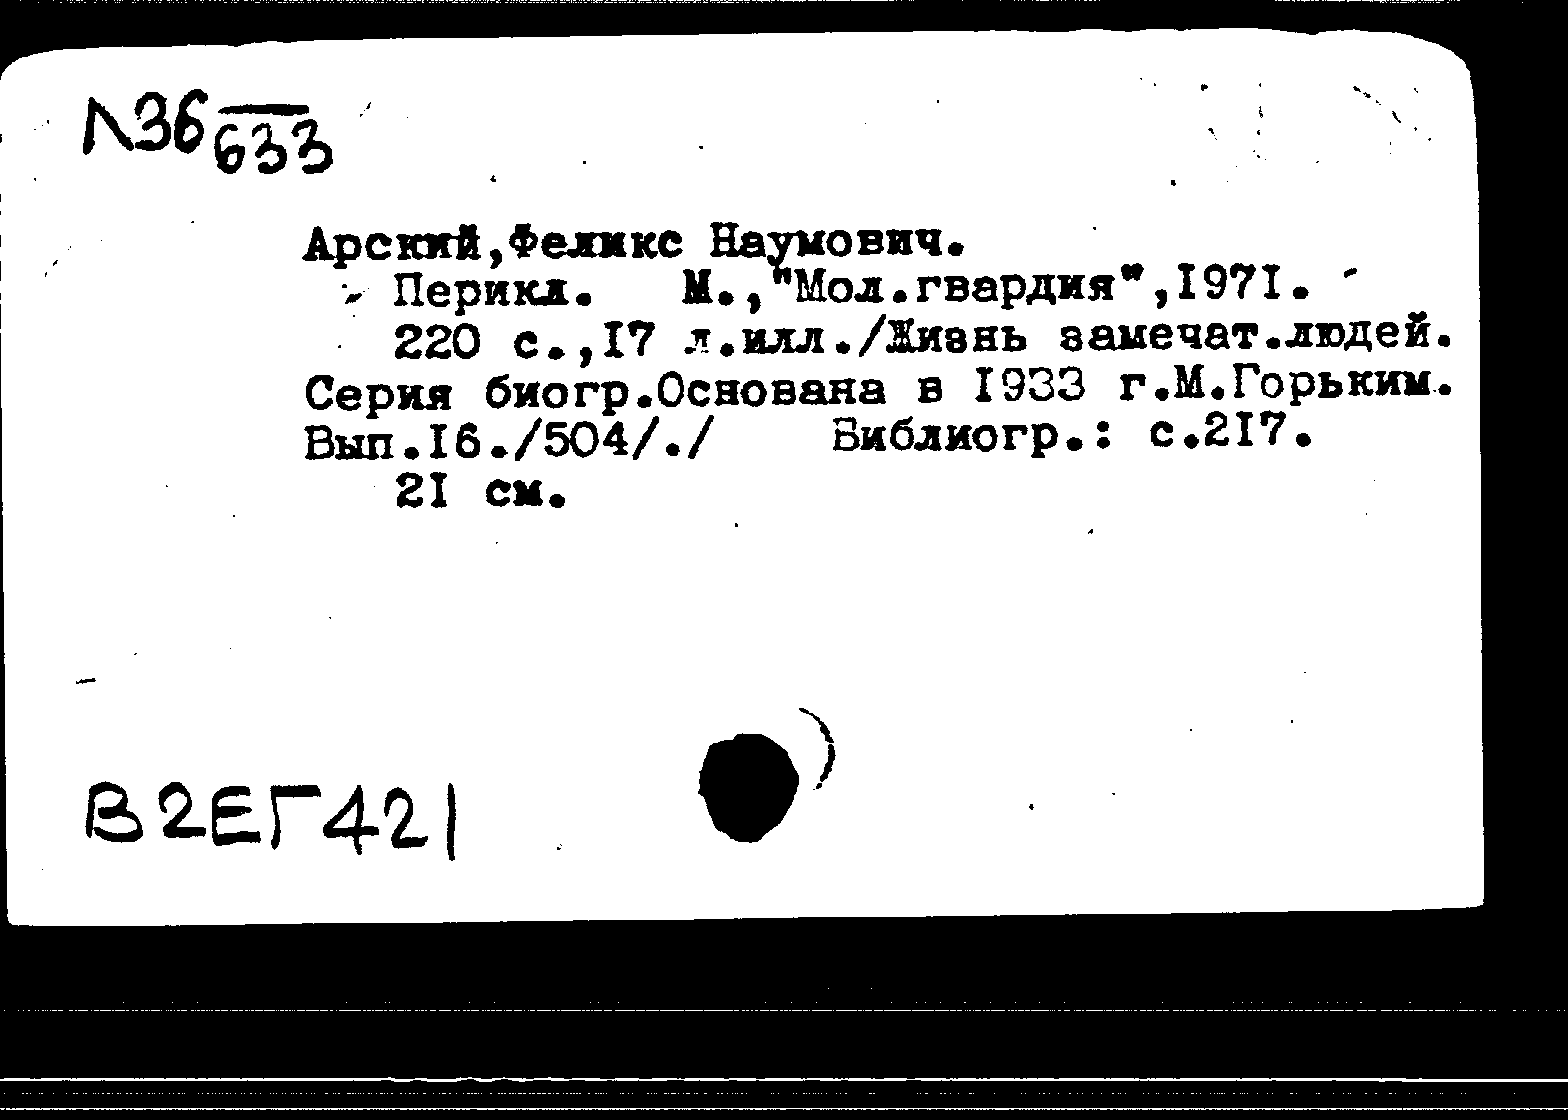 Л36 633
Арский,Феликс Наумович.
Перикл. М.,"Мол.гвардия",1971.
220 с.,17 л.илл./Жизнь замечат.людей.
Серия биогр.Основана в 1933 г.М.Горьким.
Вып.16./504/./ Библиогр.: с.217.
21 см.
В2ЕГ421